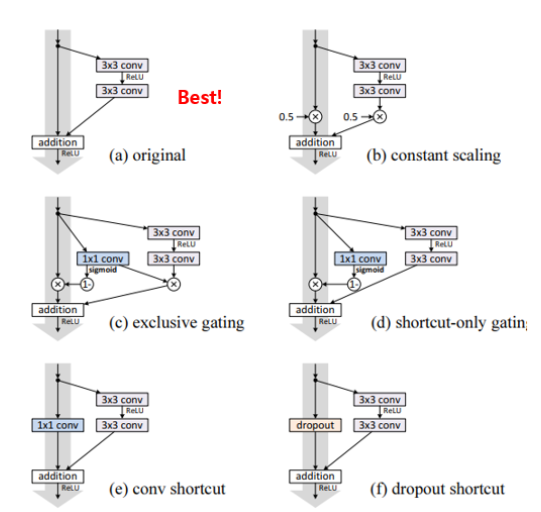 3x3 conv
ReLU
3x3 conv
Best!
addition
ReLU
(a) original
3x3 conv
ReLU
3x3 conv
0.5
0.5
addition
ReLU
(b) constant scaling
3x3 conv
ReLU
1x1 conv
3x3 conv
sigmoid
1-
addition
ReLU
(c) exclusive gating
3x3 conv
ReLU
1x1 conv
3x3 conv
sigmoid
1-
addition
ReLU
(d) shortcut-only gating
3x3 conv
ReLU
1x1 conv
3x3 conv
addition
ReLU
(e) conv shortcut
3x3 conv
ReLU
dropout
3x3 conv
addition
ReLU
(f) dropout shortcut